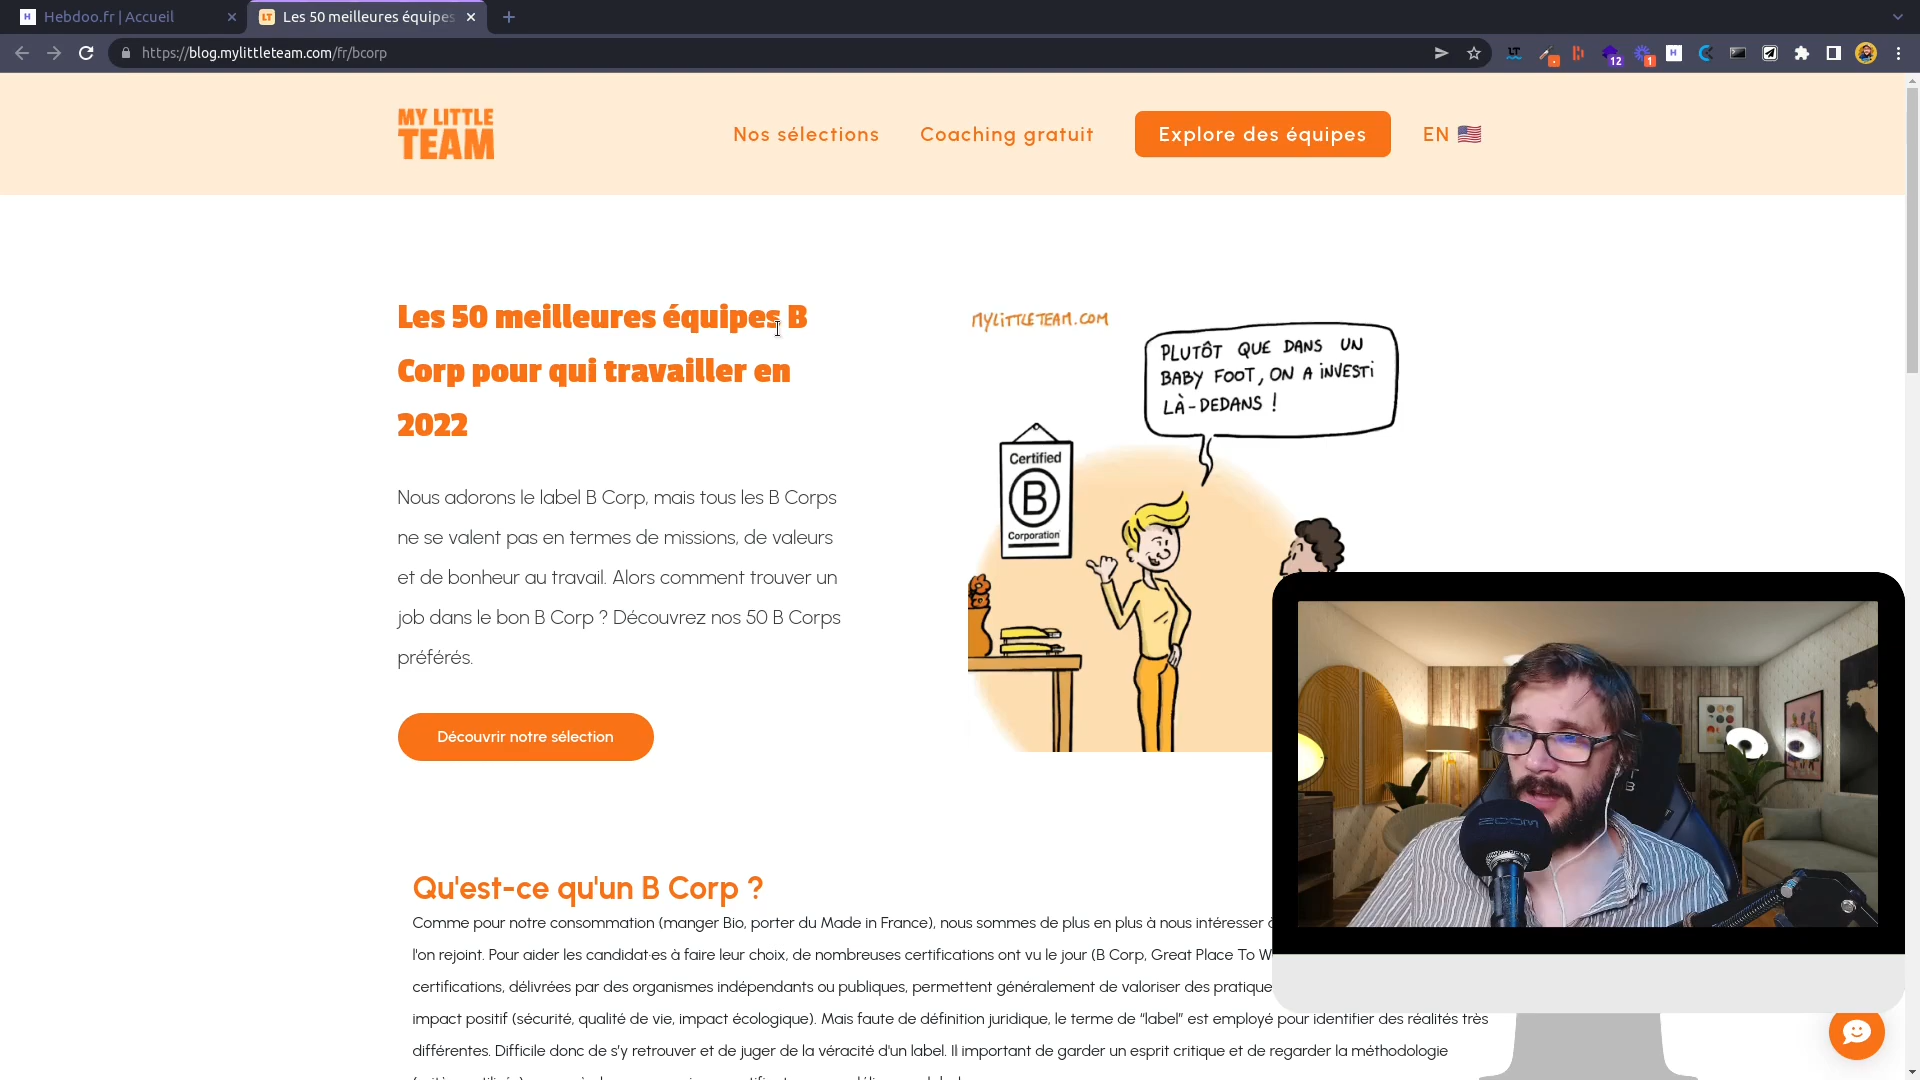 Hebdoo.fr | Accueil
Les 50 meilleures équipes
https://blog.mylittleteam.com/fr/bcorp
12
1
MY LITTLE
TEAM
Nos sélections
Coaching gratuit
Explore des équipes
EN
Les 50 meilleures équipes B
Corp pour qui travailler en
2022
Nous adorons le label B Corp, mais tous les B Corps
ne se valent pas en termes de missions, de valeurs
et de bonheur au travail. Alors comment trouver un
job dans le bon B Corp ? Découvrez nos 50 B Corps
préférés.
Découvrir notre sélection
MYLITTLETEAM.COM
PLUTÔT QUE DANS UN
BABY FOOT, ON A INVESTI
LÀ-DEDANS !
Certified
B
Corporation
ZOOM
Qu'est-ce qu'un B Corp ?
Comme pour notre consommation (manger Bio, porter du Made in France), nous sommes de plus en plus à nous intéresser
l'on rejoint. Pour aider les candidat·es à faire leur choix, de nombreuses certifications ont vu le jour (B Corp, Great Place To
certifications, délivrées par des organismes indépendants ou publiques, permettent généralement de valoriser des pratique
impact positif (sécurité, qualité de vie, impact écologique). Mais faute de définition juridique, le terme de "label" est employé pour identifier des réalités très
différentes. Difficile donc de s'y retrouver et de juger de la véracité d'un label. Il important de garder un esprit critique et de regarder la méthodologie